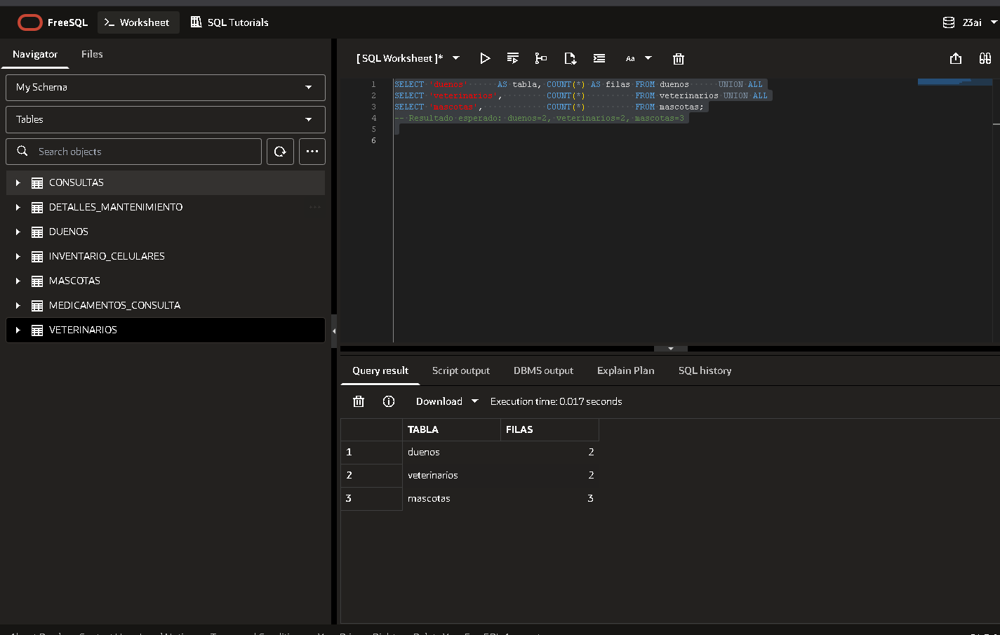 FreeSQL
Worksheet
SQL Tutorials
23ai
Navigator
Files
My Schema
Tables
Search objects
CONSULTAS
DETALLES_MANTENIMIENTO
DUENOS
INVENTARIO_CELULARES
MASCOTAS
MEDICAMENTOS_CONSULTA
VETERINARIOS
[SQL Worksheet]*
Aa
1 SELECT 'duenos' AS tabla, COUNT(*) AS filas FROM duenos UNION ALL
2 SELECT 'veterinarios', COUNT(*) FROM veterinarios UNION ALL
3 SELECT 'mascotas', COUNT(*) FROM mascotas;
4 -- Resultado esperado: duenos=2, veterinarios=2, mascotas=3
5
6
Query result
Script output
DBMS output
Explain Plan
SQL history
Download
Execution time: 0.017 seconds
TABLA FILAS
1 duenos 2
2 veterinarios 2
3 mascotas 3